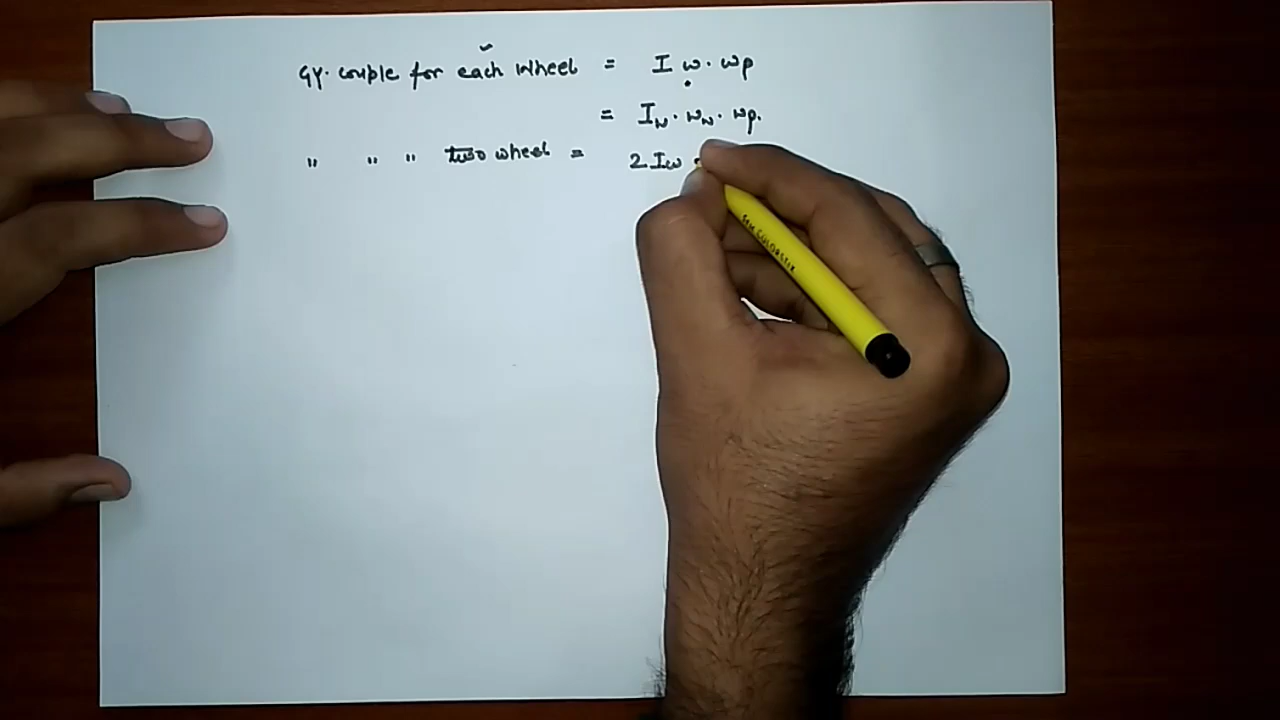 GY. couple for each wheel = I ω · ωp
= Iw · ωw · ωp.
" " " two wheel = 2 Iw